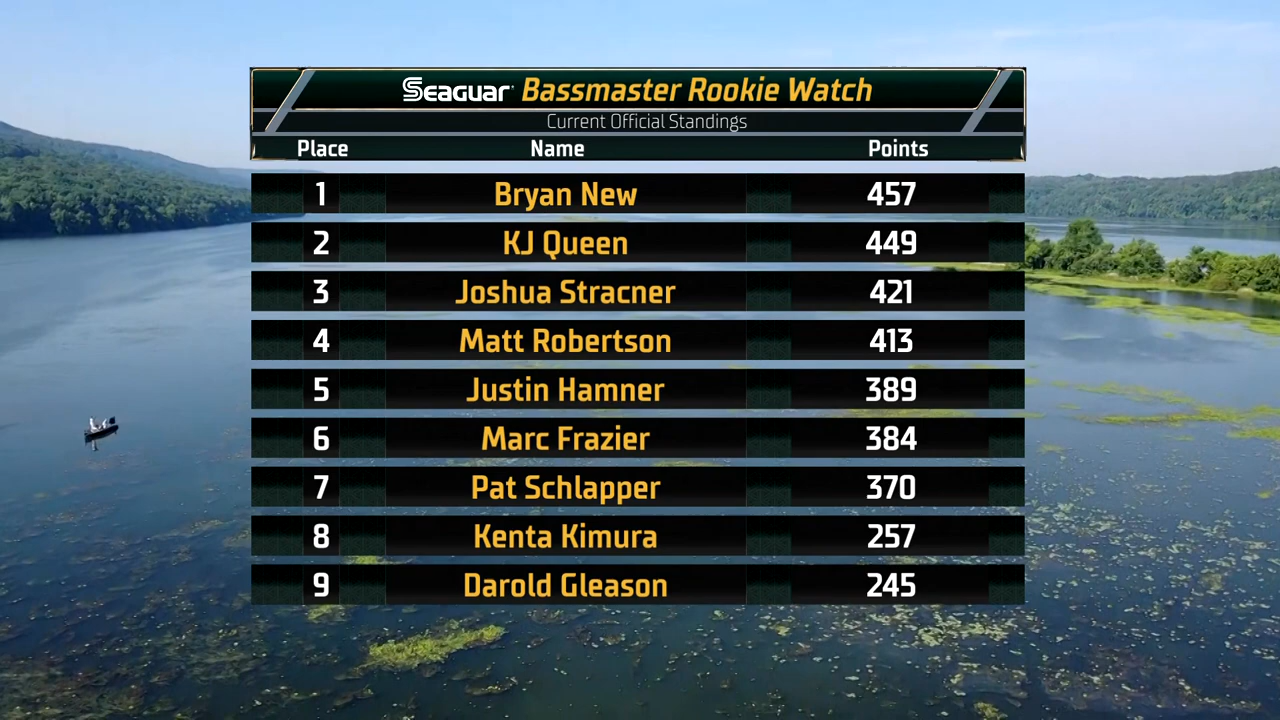 Seaguar Bassmaster Rookie Watch
Current Official Standings
Place Name Points
1 Bryan New 457
2 KJ Queen 449
3 Joshua Stracner 421
4 Matt Robertson 413
5 Justin Hamner 389
6 Marc Frazier 384
7 Pat Schlapper 370
8 Kenta Kimura 257
9 Darold Gleason 245